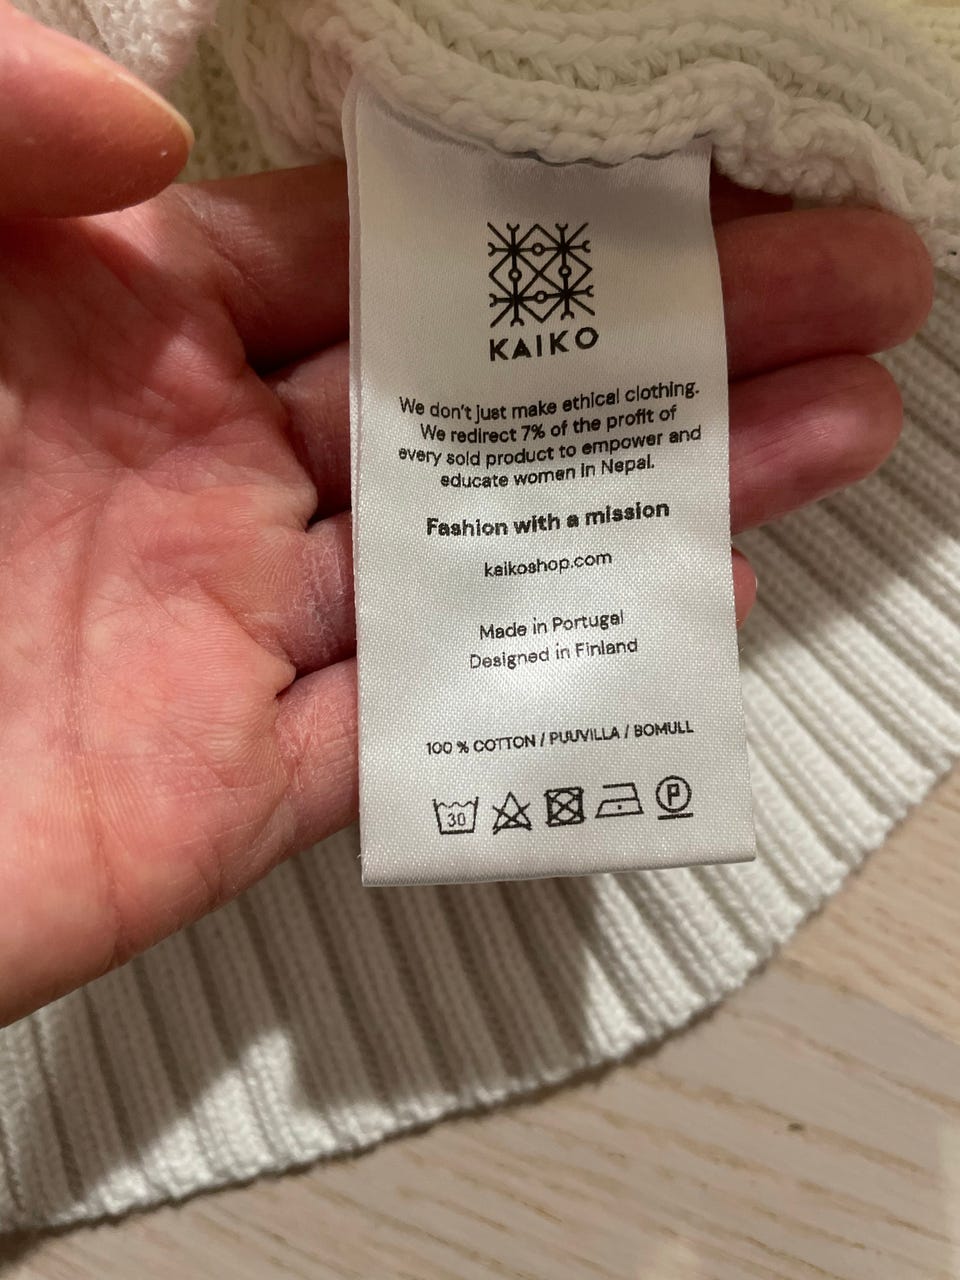 KAIKO
We don't just make ethical clothing.
We redirect 7% of the profit of
every sold product to empower and
educate women in Nepal.
Fashion with a mission
kaikoshop.com
Made in Portugal
Designed in Finland
100 % COTTON / PUUVILLA / BOMULL
30 P